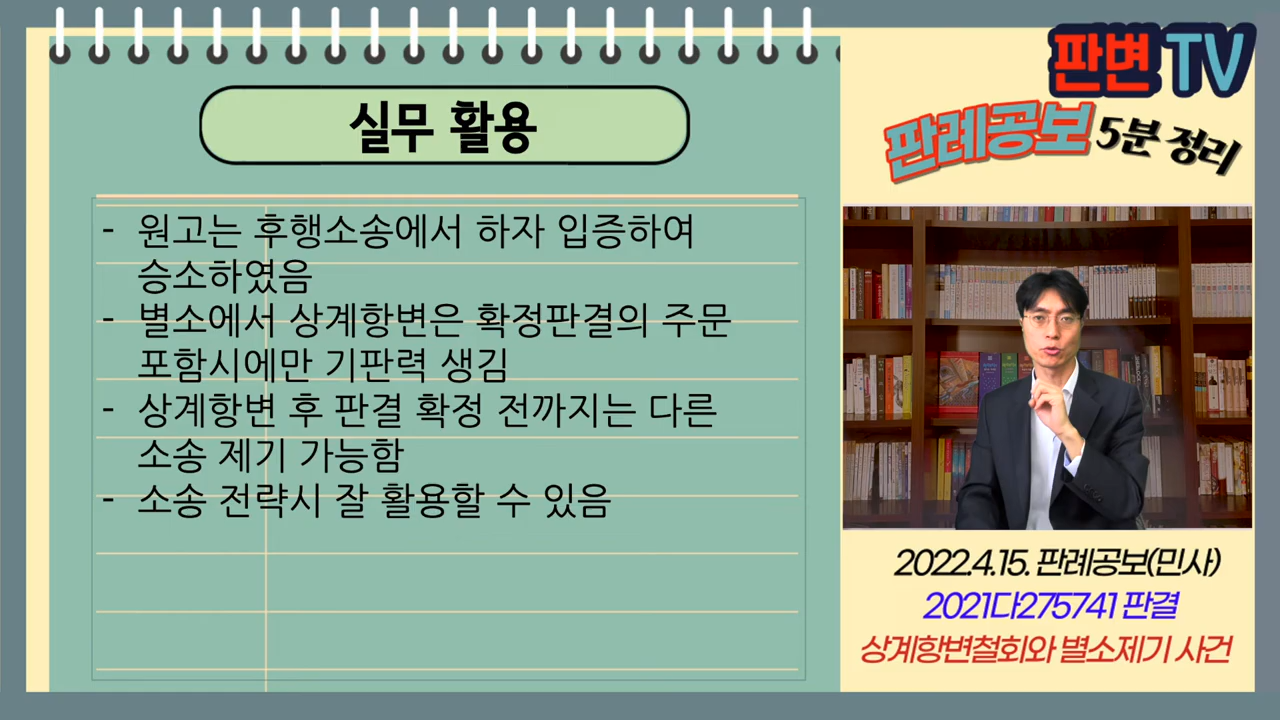 실무 활용
- 원고는 후행소송에서 하자 입증하여
승소하였음
- 별소에서 상계항변은 확정판결의 주문
포함시에만 기판력 생김
- 상계항변 후 판결 확정 전까지는 다른
소송 제기 가능함
- 소송 전략시 잘 활용할 수 있음
판변 TV
판례공보 5분 정리
2022.4.15. 판례공보(민사)
2021다275741 판결
상계항변철회와 별소제기 사건